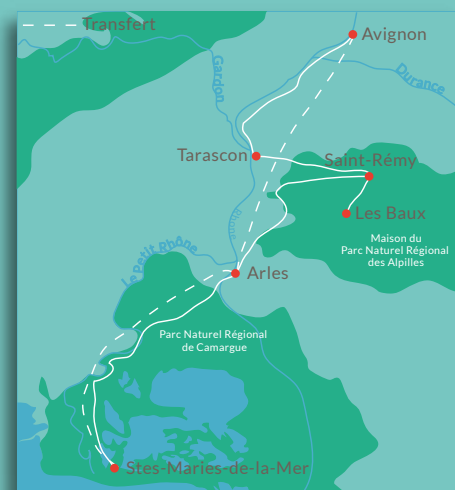 Transfert
Avignon
Gardon
Durance
Tarascon
Saint-Rémy
Les Baux
Rhône
Maison du
Parc Naturel Régional
des Alpilles
Le Petit Rhône
Arles
Parc Naturel Régional
de Camargue
Stes-Maries-de-la-Mer